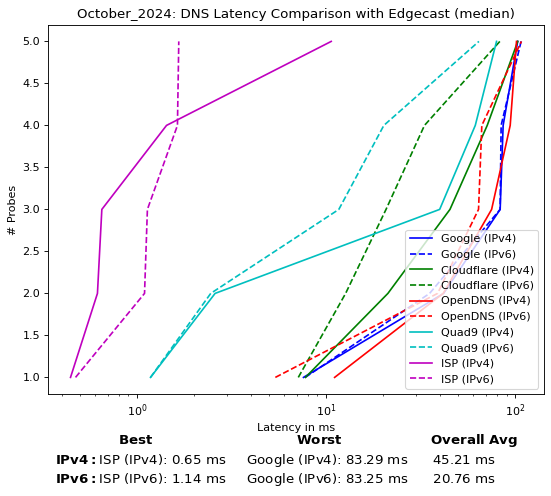 October_2024: DNS Latency Comparison with Edgecast (median)
5.0
4.5
4.0
3.5
3.0
2.5
2.0
1.5
1.0
# Probes
Google (IPv4)
Google (IPv6)
Cloudflare (IPv4)
Cloudflare (IPv6)
OpenDNS (IPv4)
OpenDNS (IPv6)
Quad9 (IPv4)
Quad9 (IPv6)
ISP (IPv4)
ISP (IPv6)
10⁰ 10¹ 10²
Latency in ms
Best Worst Overall Avg
IPv4: ISP (IPv4): 0.65 ms Google (IPv4): 83.29 ms 45.21 ms
IPv6: ISP (IPv6): 1.14 ms Google (IPv6): 83.25 ms 20.76 ms